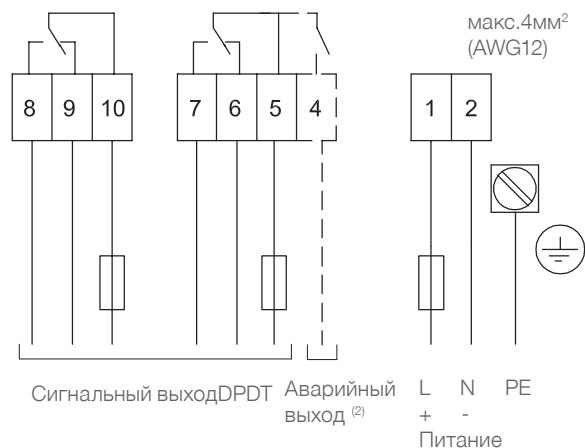 макс.4мм²
(AWG12)
8 9 10 7 6 5 4 1 2
Сигнальный выходDPDT
Аварийный
выход (2)
L N PE
+ -
Питание